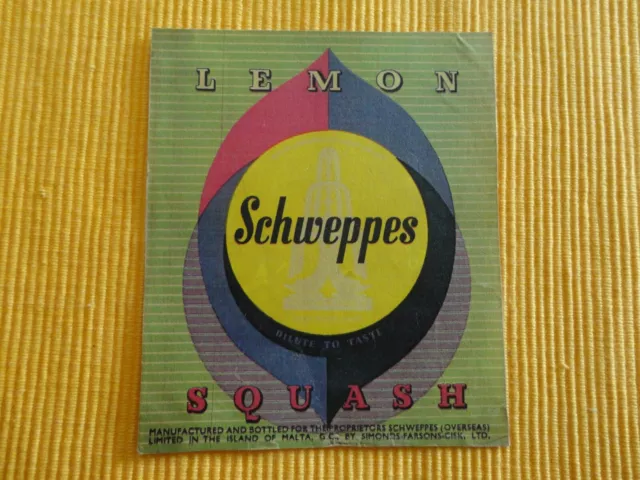 LEMON
Schweppes
DILUTE TO TASTE
SQUASH
MANUFACTURED AND BOTTLED FOR THE PROPRIETORS SCHWEPPES (OVERSEAS)
LIMITED IN THE ISLAND OF MALTA, G.C., BY SIMONDS-FARSONS-CISK, LTD.